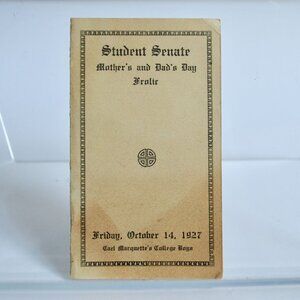 Student Senate
Mother's and Dad's Day
Frolic
Friday, October 14, 1927
Carl Marquette's College Boys